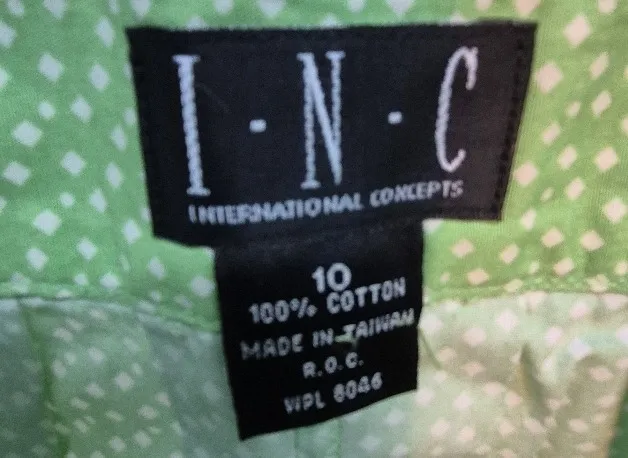 I·N·C
INTERNATIONAL CONCEPTS
10
100% COTTON
MADE IN TAIWAN
R.O.C.
WPL 8046